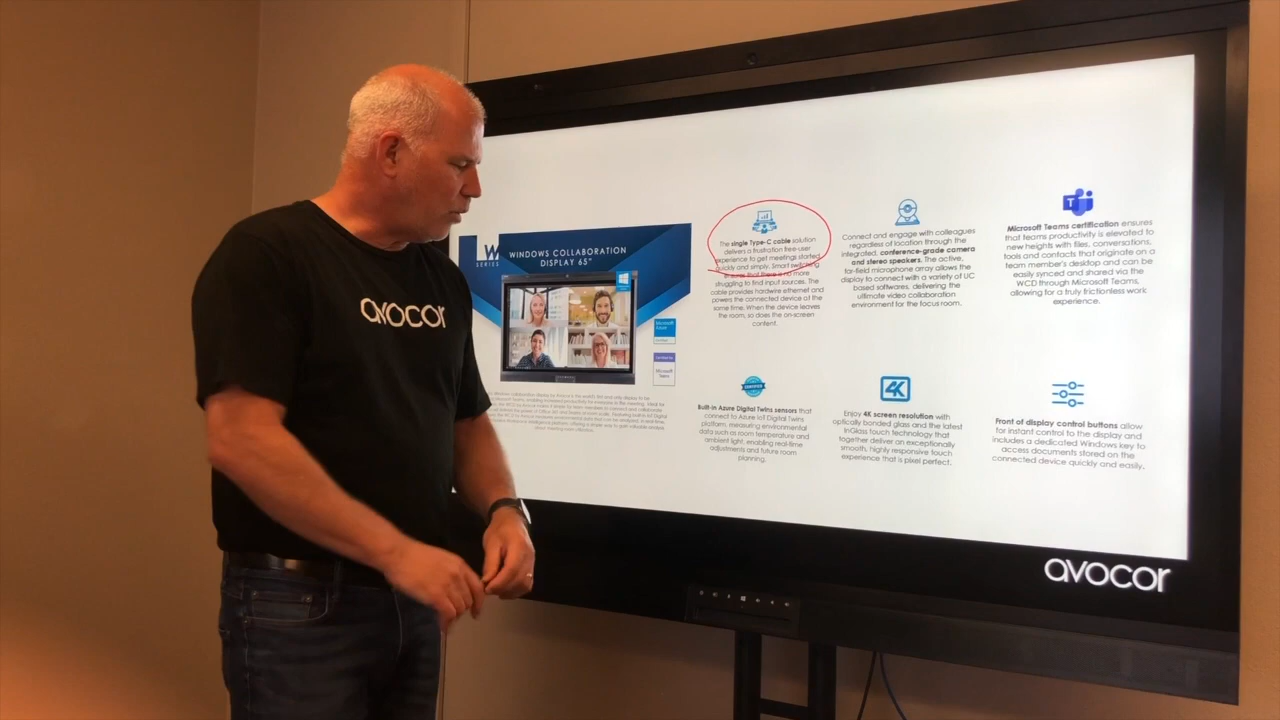 avocor
W
SERIES
WINDOWS COLLABORATION
DISPLAY 65"
Microsoft
Azure
Microsoft
Teams
The single Type-C cable solution
delivers a frustration free-user
experience to get meetings started
quickly and simply. Smart switching
ensures that there is no more
struggling to find input sources. The
cable provides hardwire ethernet and
powers the connected device at the
same time. When the device leaves
the room, so does the on-screen
content.
Connect and engage with colleagues
regardless of location through the
integrated, conference-grade camera
and stereo speakers. The active,
far-field microphone array allows the
display to connect with a variety of UC
based softwares, delivering the
ultimate video collaboration
environment for the focus room.
T
Microsoft Teams certification ensures
that teams productivity is elevated to
new heights with files, conversations,
tools and contacts that originate on a
team member's desktop and can be
easily synced and shared via the
WCD through Microsoft Teams,
allowing for a truly frictionless work
experience.
CERTIFIED
Built-in Azure Digital Twins sensors that
connect to Azure IoT Digital Twins
platform, measuring environmental
data such as room temperature and
ambient light, enabling real-time
adjustments and future room
planning.
4K
Enjoy 4K screen resolution with
optically bonded glass and the latest
InGlass touch technology that
together deliver an exceptionally
smooth, highly responsive touch
experience that is pixel perfect.
Front of display control buttons allow
for instant control to the display and
includes a dedicated Windows key to
access documents stored on the
connected device quickly and easily.
avocor